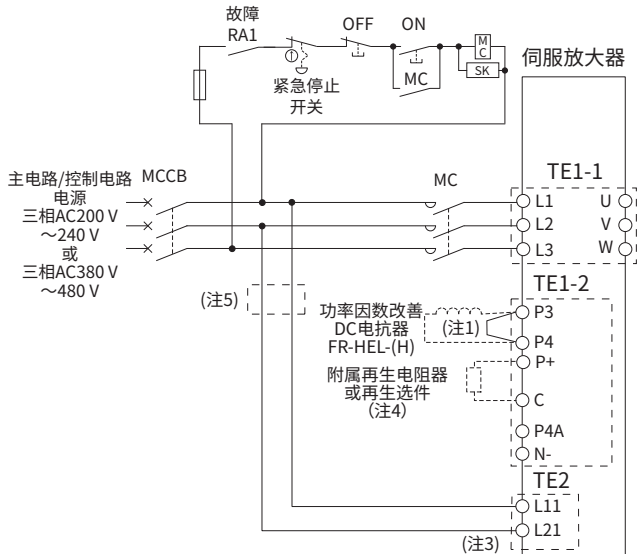 故障
RA1
OFF
ON
MC
SK
紧急停止
开关
MC
伺服放大器
主电路/控制电路
电源
三相AC200 V
～240 V
或
三相AC380 V
～480 V
MCCB
MC
TE1-1
L1
U
L2
V
L3
W
TE1-2
(注5)
功率因数改善
DC电抗器
FR-HEL-(H)
(注1)
P3
P4
附属再生电阻器
或再生选件
(注4)
P+
C
P4A
N-
TE2
L11
L21
(注3)